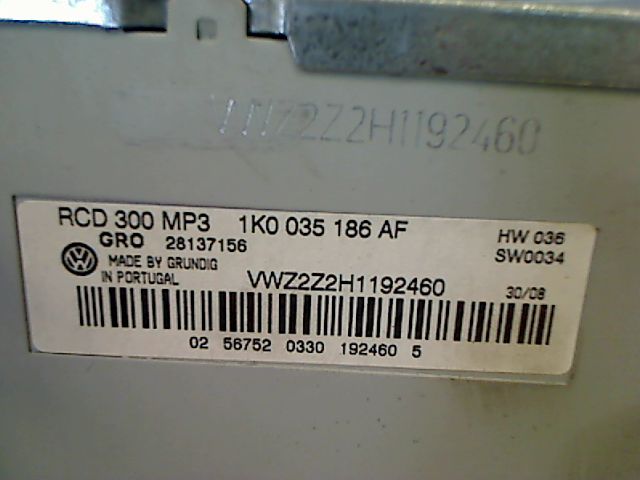 VWZ2Z2H1192460
RCD 300 MP3 1K0 035 186 AF
HW 036
GRO 28137156
SW0034
MADE BY GRUNDIG
IN PORTUGAL
VWZ2Z2H1192460
30/08
02 56752 0330 192460 5